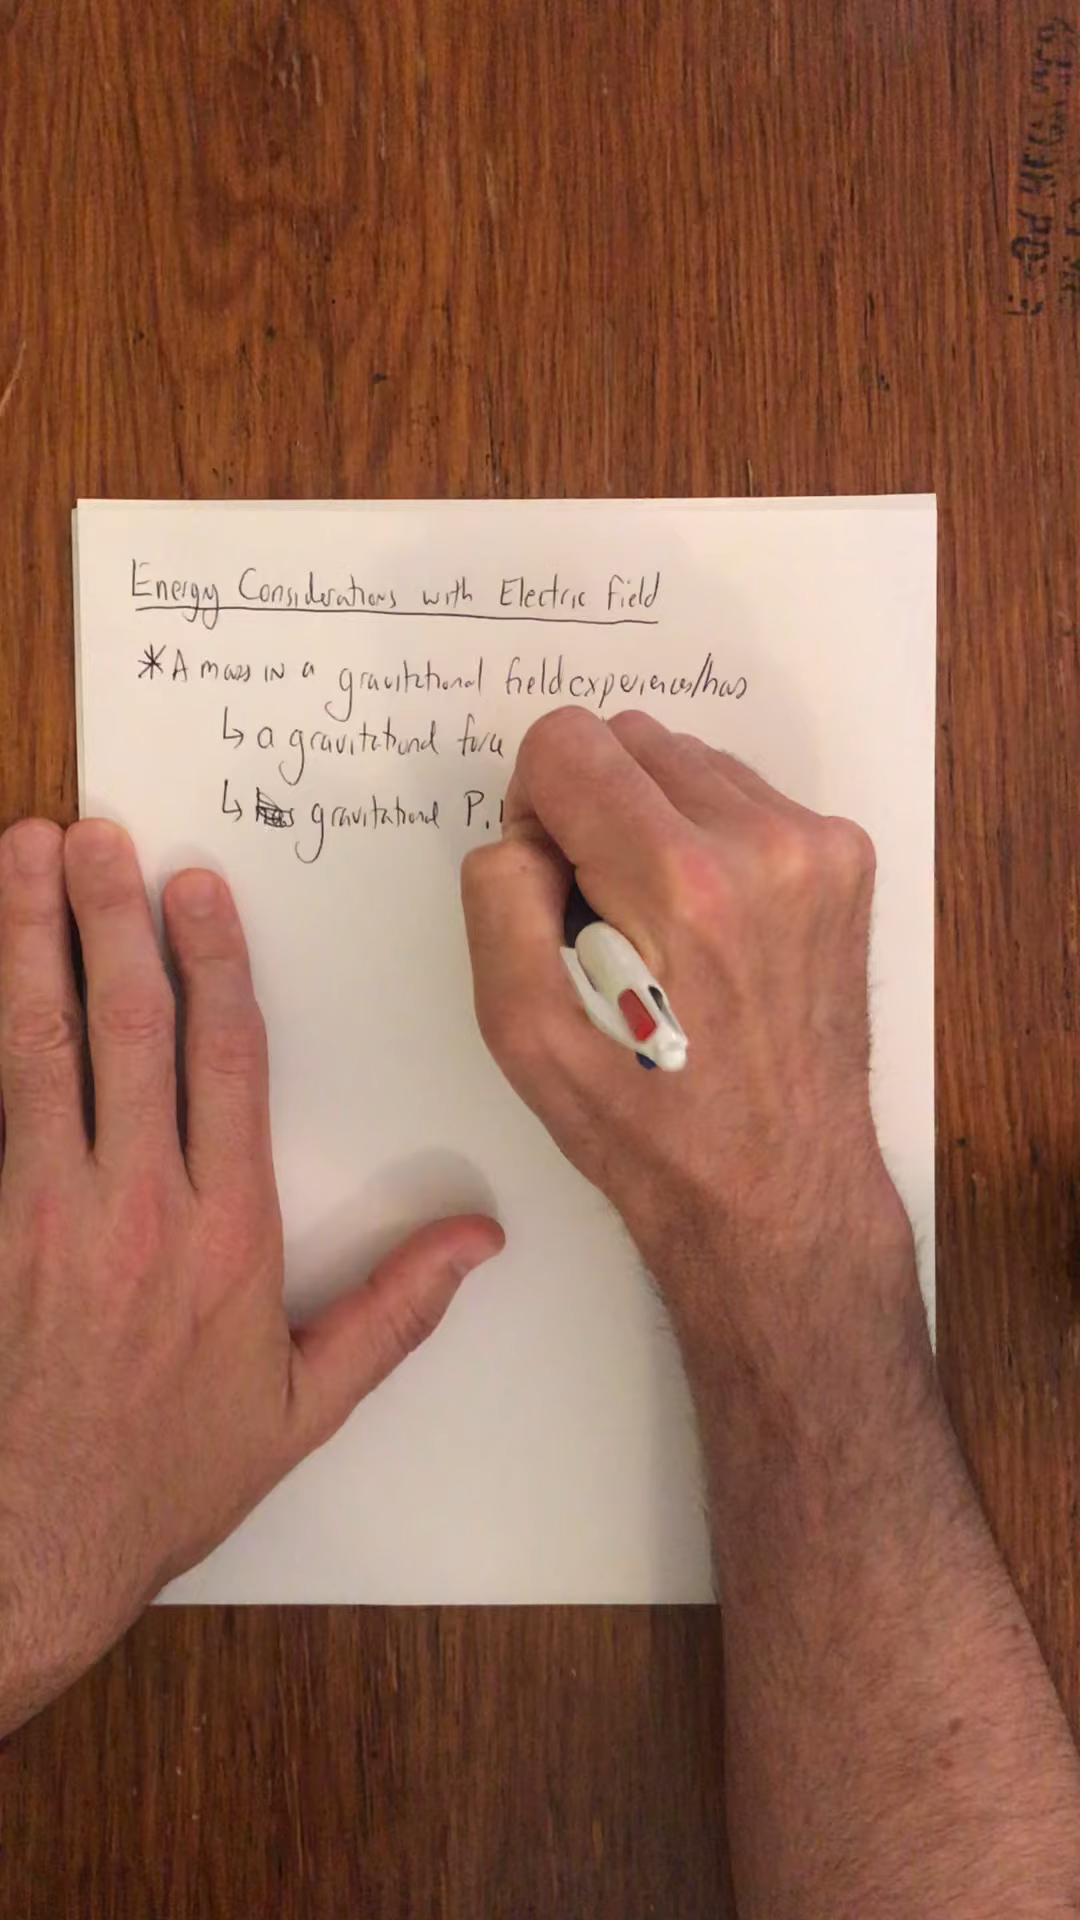 Energy Considerations with Electric Field
*A mass in a gravitational field experiences/has
↳ a gravitational force
↳ gravitational P.